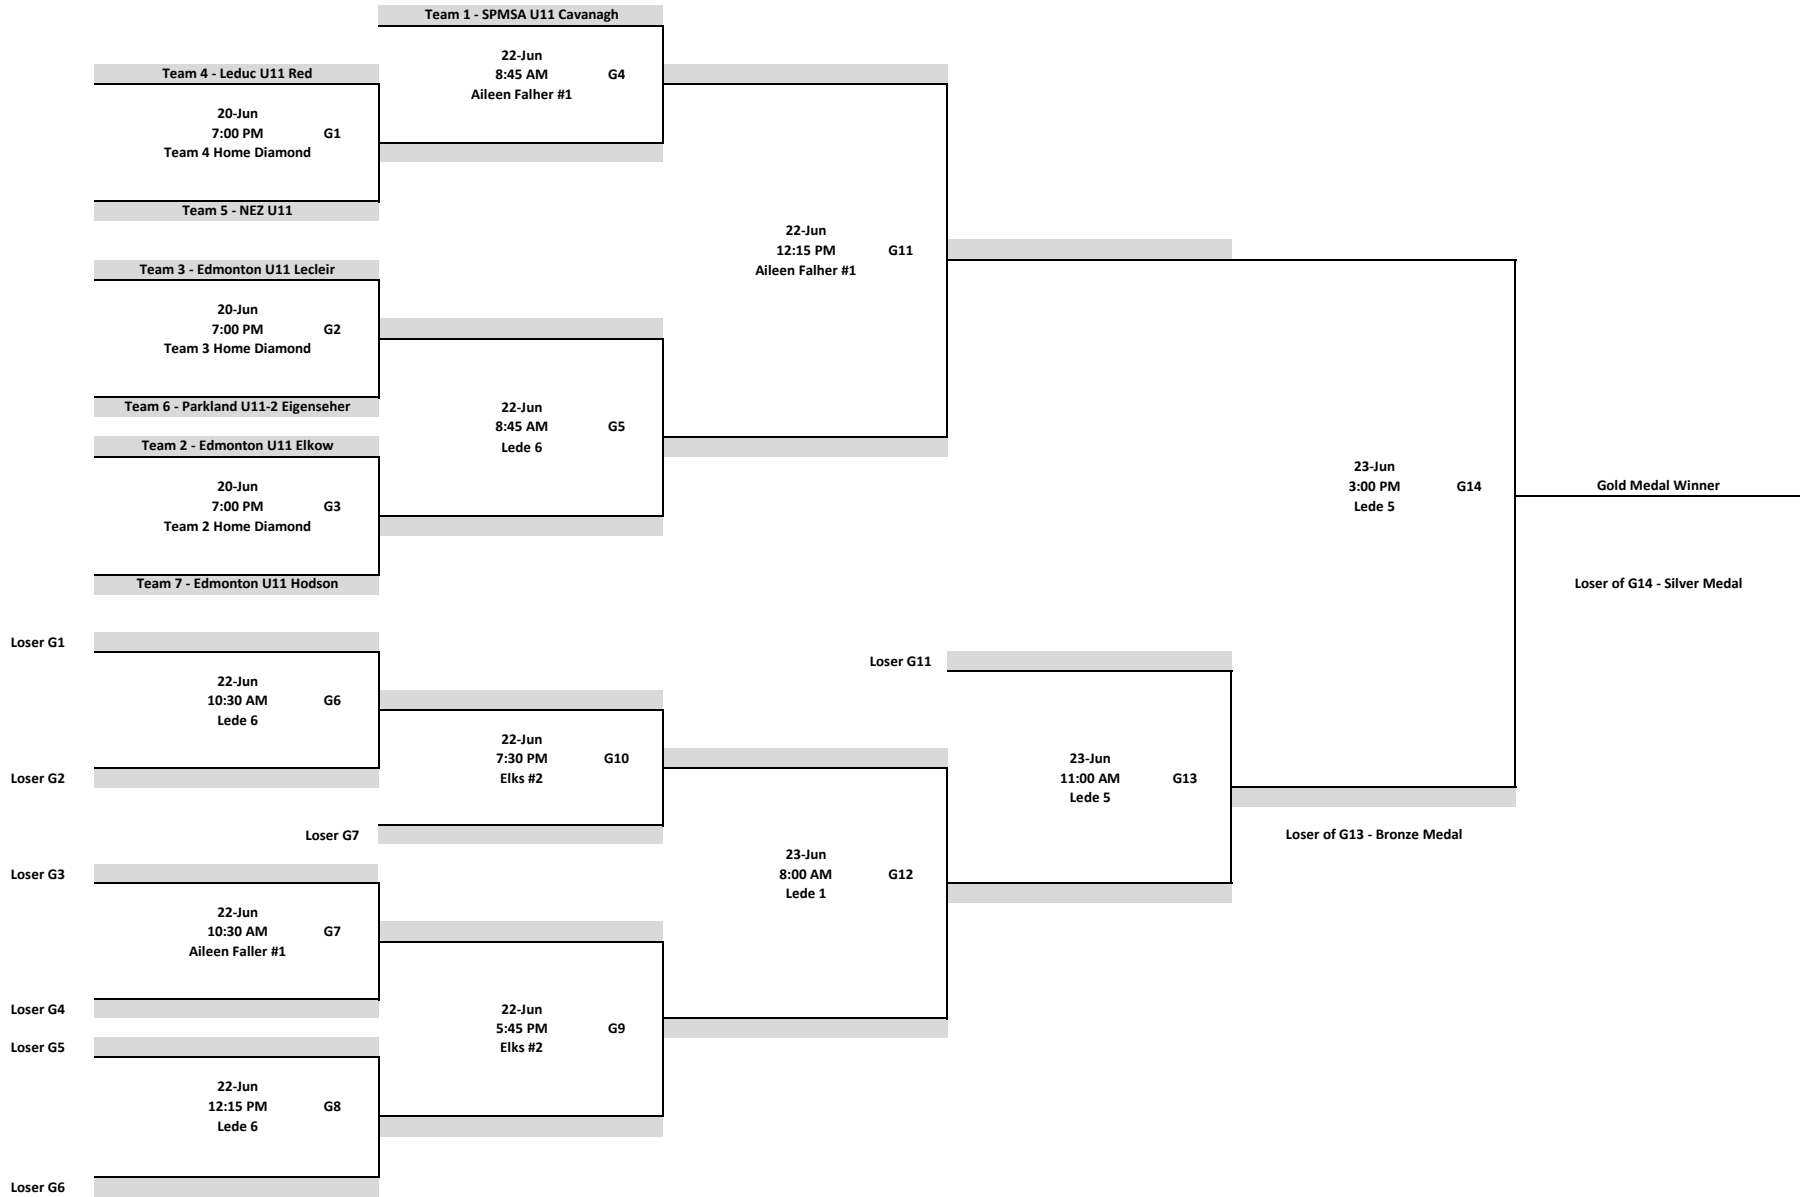 Team 1 - SPMSA U11 Cavanagh
22-Jun
8:45 AM G4
Aileen Falher #1
Team 4 - Leduc U11 Red
20-Jun
7:00 PM G1
Team 4 Home Diamond
Team 5 - NEZ U11
22-Jun
12:15 PM G11
Aileen Falher #1
Team 3 - Edmonton U11 Lecleir
20-Jun
7:00 PM G2
Team 3 Home Diamond
Team 6 - Parkland U11-2 Eigenseher
22-Jun
8:45 AM G5
Lede 6
Team 2 - Edmonton U11 Elkow
20-Jun
7:00 PM G3
Team 2 Home Diamond
Team 7 - Edmonton U11 Hodson
23-Jun
3:00 PM G14
Lede 5
Gold Medal Winner
Loser of G14 - Silver Medal
Loser G1
22-Jun
10:30 AM G6
Lede 6
Loser G2
22-Jun
7:30 PM G10
Elks #2
Loser G7
Loser G11
23-Jun
11:00 AM G13
Lede 5
Loser of G13 - Bronze Medal
Loser G3
22-Jun
10:30 AM G7
Aileen Faller #1
Loser G4
23-Jun
8:00 AM G12
Lede 1
22-Jun
5:45 PM G9
Elks #2
Loser G5
22-Jun
12:15 PM G8
Lede 6
Loser G6